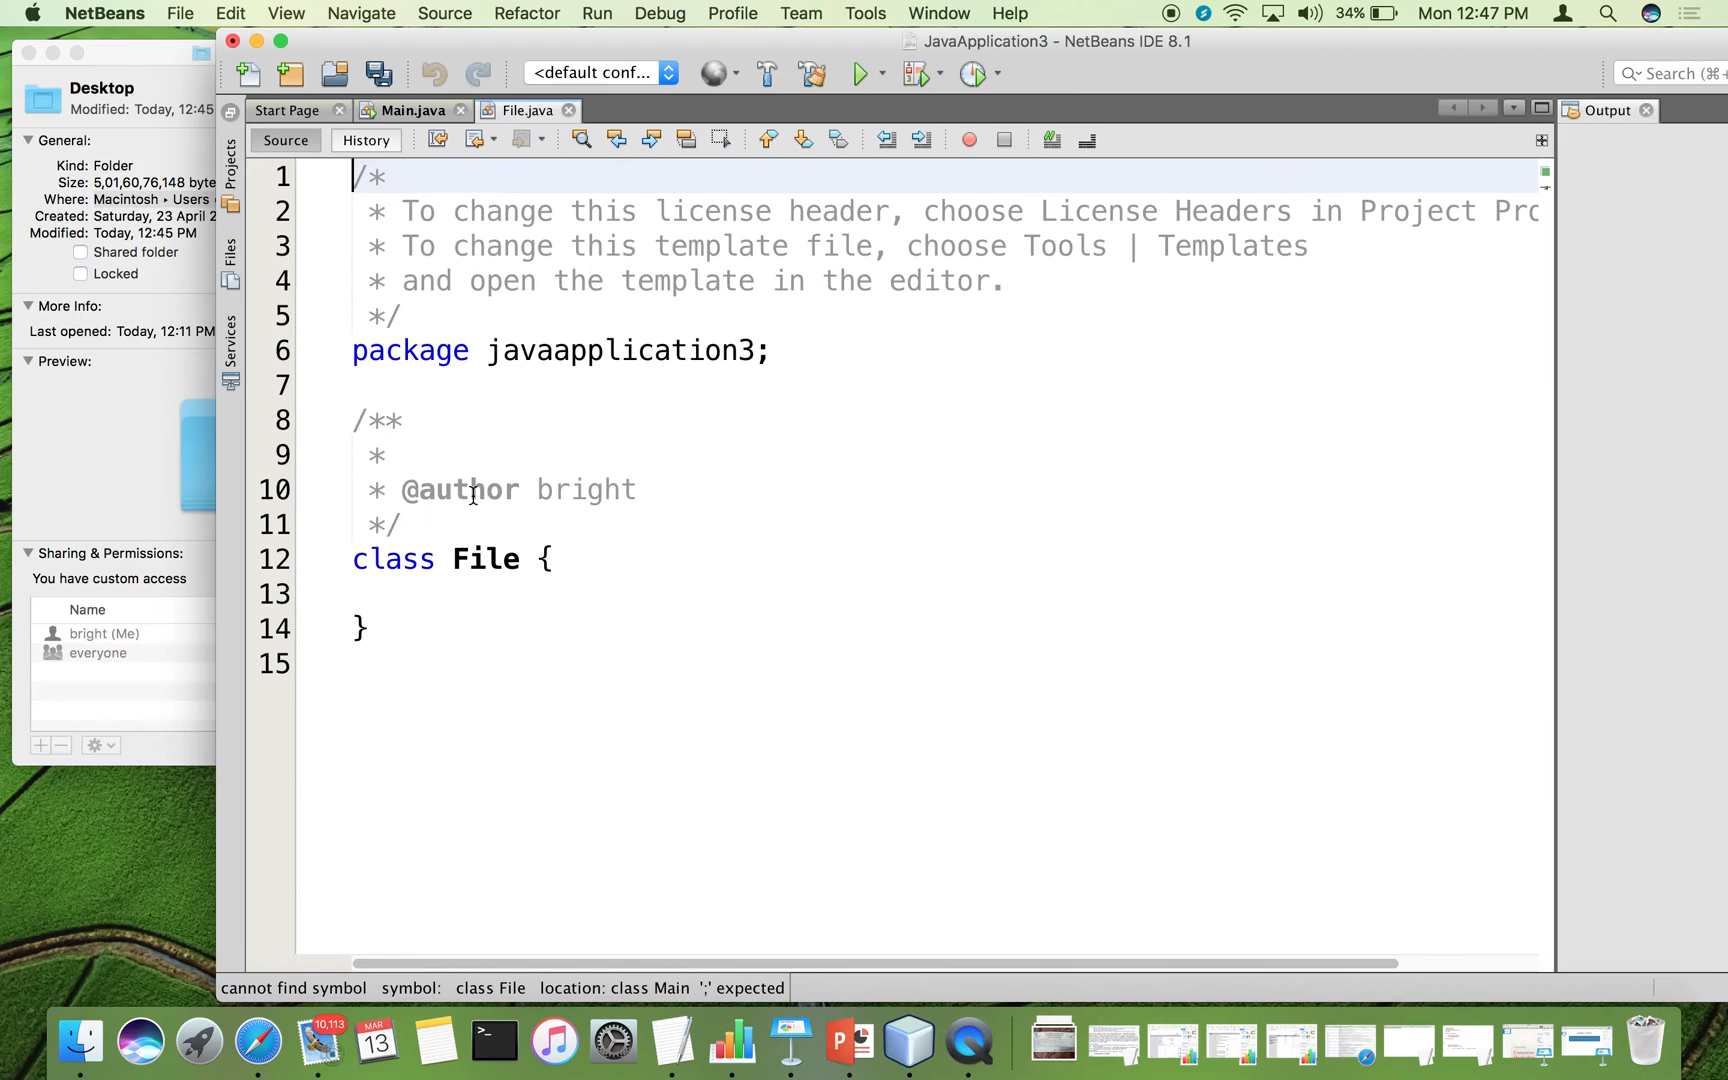 NetBeans File Edit View Navigate Source Refactor Run Debug Profile Team Tools Window Help 34% Mon 12:47 PM
JavaApplication3 - NetBeans IDE 8.1
Desktop
Modified: Today, 12:45
<default conf...
Search (⌘+
Start Page Main.java File.java
Output
Source History
General:
Kind: Folder
Size: 5,01,60,76,148 byte
Where: Macintosh ▸ Users
Created: Saturday, 23 April 2
Modified: Today, 12:45 PM
Shared folder
Locked
More Info:
Last opened: Today, 12:11 PM
Preview:
Sharing & Permissions:
You have custom access
Name
bright (Me)
everyone
Projects
Files
Services
1 /*
2 * To change this license header, choose License Headers in Project Pro
3 * To change this template file, choose Tools | Templates
4 * and open the template in the editor.
5 */
6 package javaapplication3;
7
8 /**
9 *
10 * @author bright
11 */
12 class File {
13
14 }
15
cannot find symbol symbol: class File location: class Main ';' expected
10,113
MAR
13